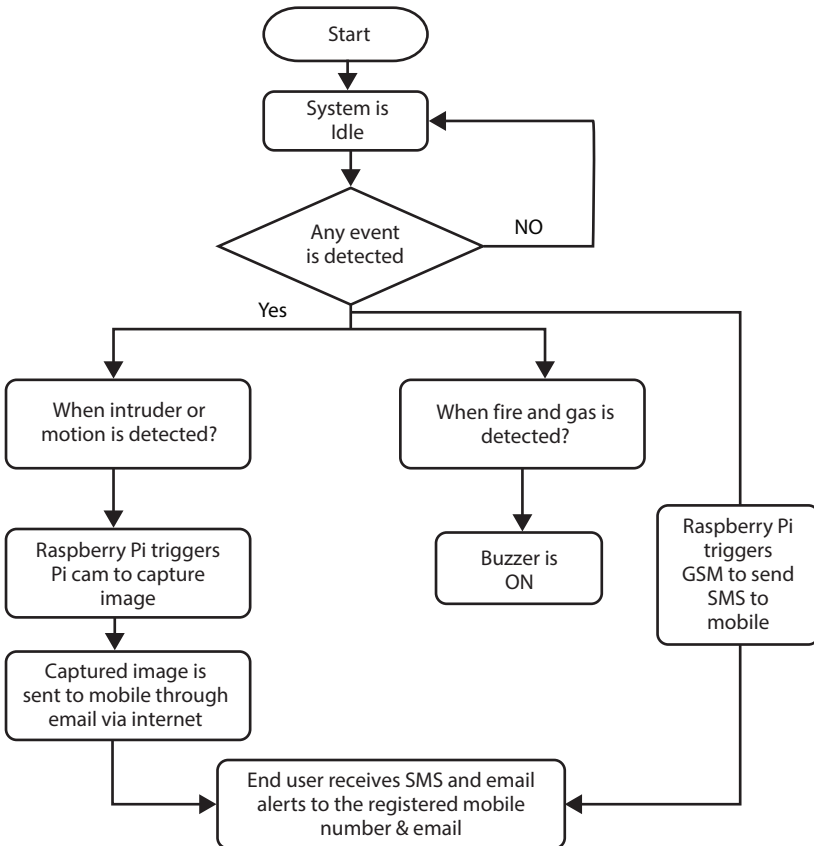 Start
System is
Idle
Any event
is detected
NO
Yes
When intruder or
motion is detected?
When fire and gas is
detected?
Raspberry Pi triggers
Pi cam to capture
image
Buzzer is
ON
Raspberry Pi
triggers
GSM to send
SMS to
mobile
Captured image is
sent to mobile through
email via internet
End user receives SMS and email
alerts to the registered mobile
number & email